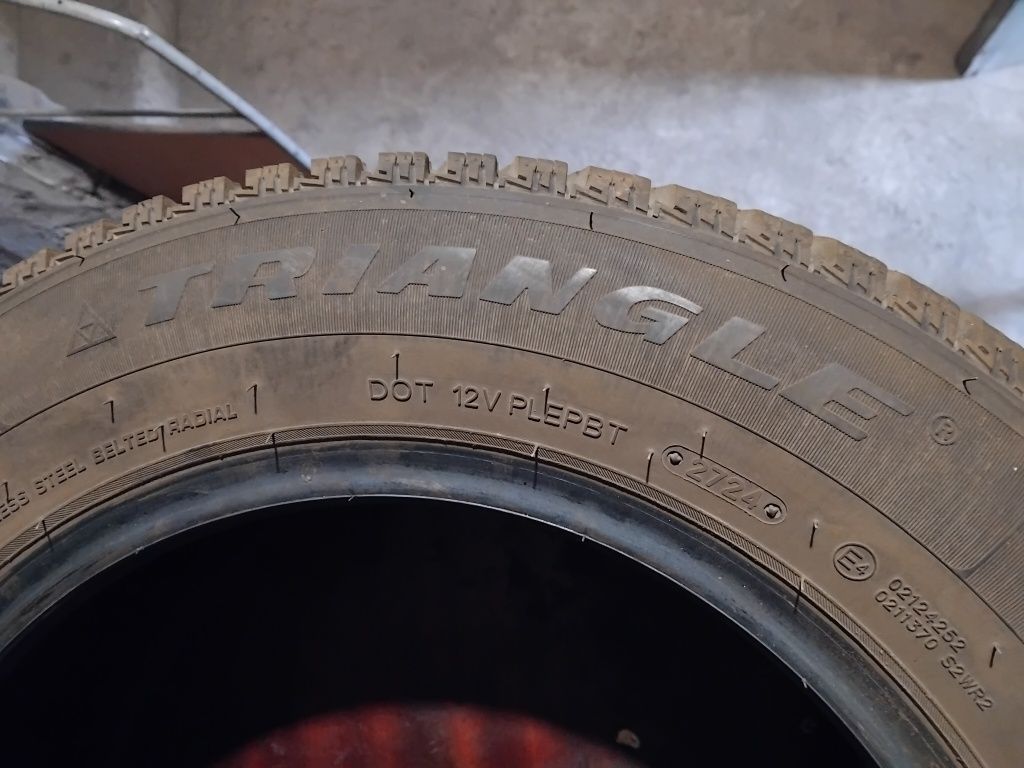 TRIANGLE®
DOT 12V PLEPBT
2724
ESS STEEL BELTED RADIAL
E4
02124252
0211370 S2WR2